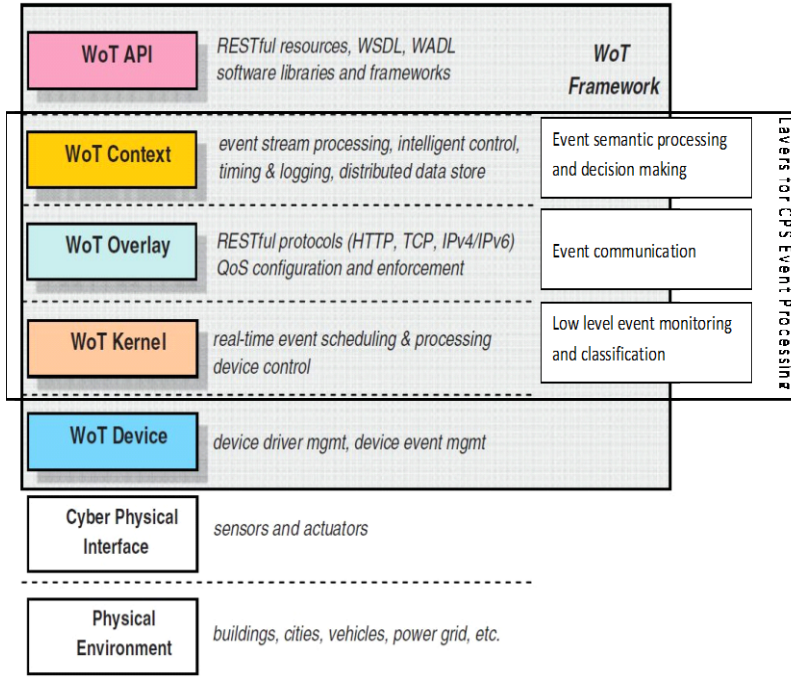 WoT API
RESTful resources, WSDL, WADL
software libraries and frameworks
WoT
Framework
WoT Context
event stream processing, intelligent control,
timing & logging, distributed data store
Event semantic processing
and decision making
WoT Overlay
RESTful protocols (HTTP, TCP, IPv4/IPv6)
QoS configuration and enforcement
Event communication
WoT Kernel
real-time event scheduling & processing
device control
Low level event monitoring
and classification
Layers for CPS Event Processing
WoT Device
device driver mgmt, device event mgmt
Cyber Physical
Interface
sensors and actuators
Physical
Environment
buildings, cities, vehicles, power grid, etc.